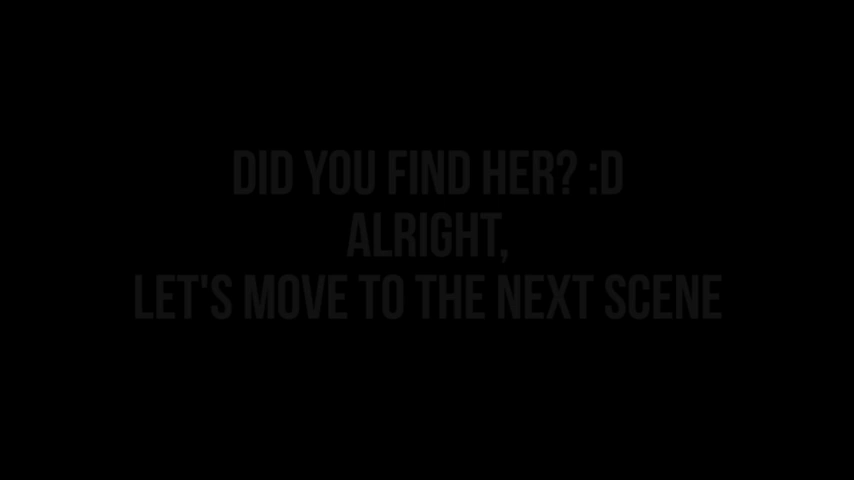 DID YOU FIND HER? :D
ALRIGHT,
LET'S MOVE TO THE NEXT SCENE